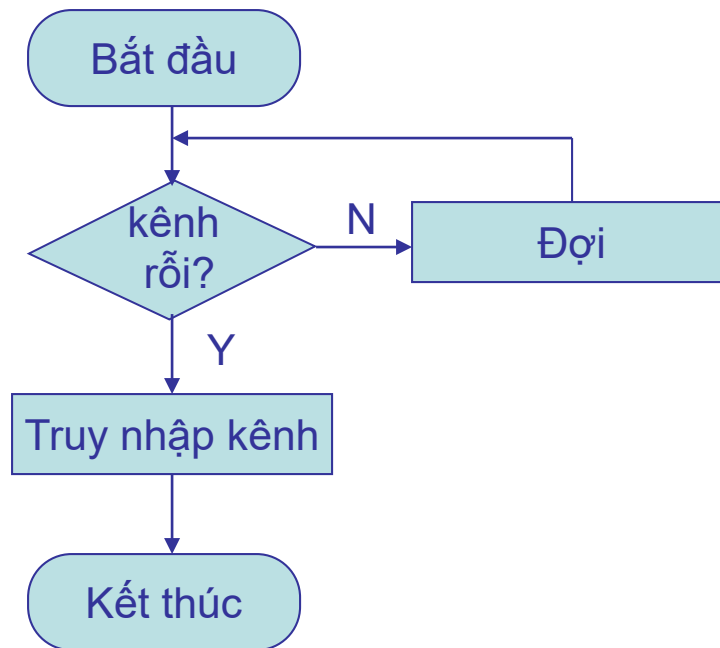 Bắt đầu
kênh
rỗi?
N
Đợi
Y
Truy nhập kênh
Kết thúc